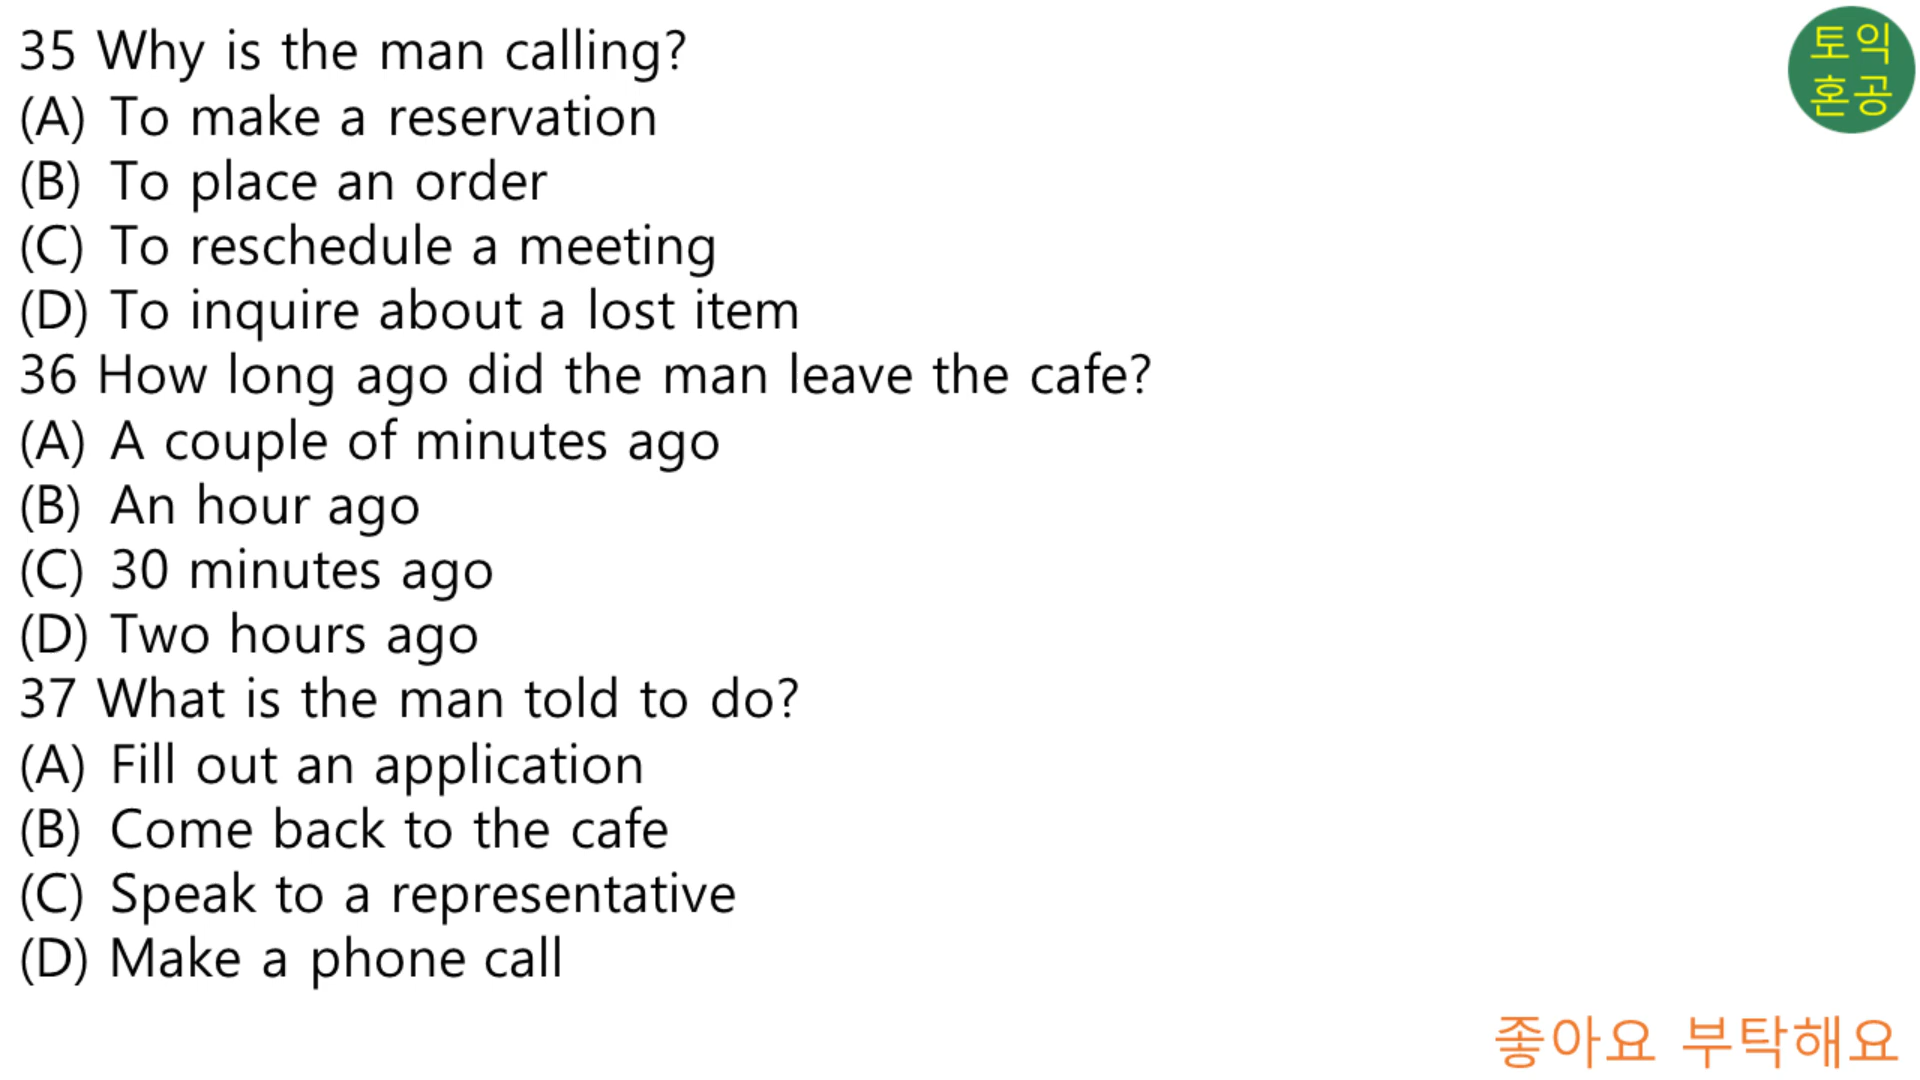 35 Why is the man calling?
(A) To make a reservation
(B) To place an order
(C) To reschedule a meeting
(D) To inquire about a lost item
36 How long ago did the man leave the cafe?
(A) A couple of minutes ago
(B) An hour ago
(C) 30 minutes ago
(D) Two hours ago
37 What is the man told to do?
(A) Fill out an application
(B) Come back to the cafe
(C) Speak to a representative
(D) Make a phone call
토익
혼공
좋아요 부탁해요